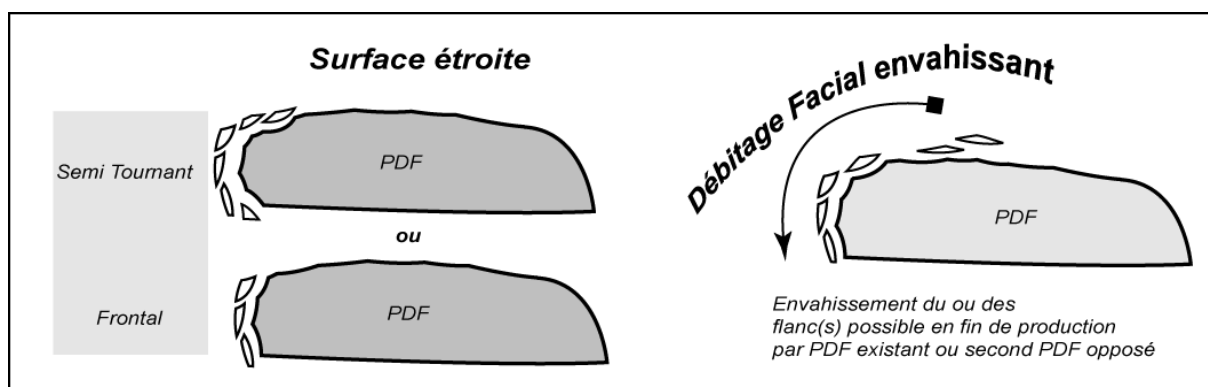 Surface étroite
Semi Tournant
PDF
ou
Frontal
PDF
Débitage Facial envahissant
PDF
Envahissement du ou des
flanc(s) possible en fin de production
par PDF existant ou second PDF opposé